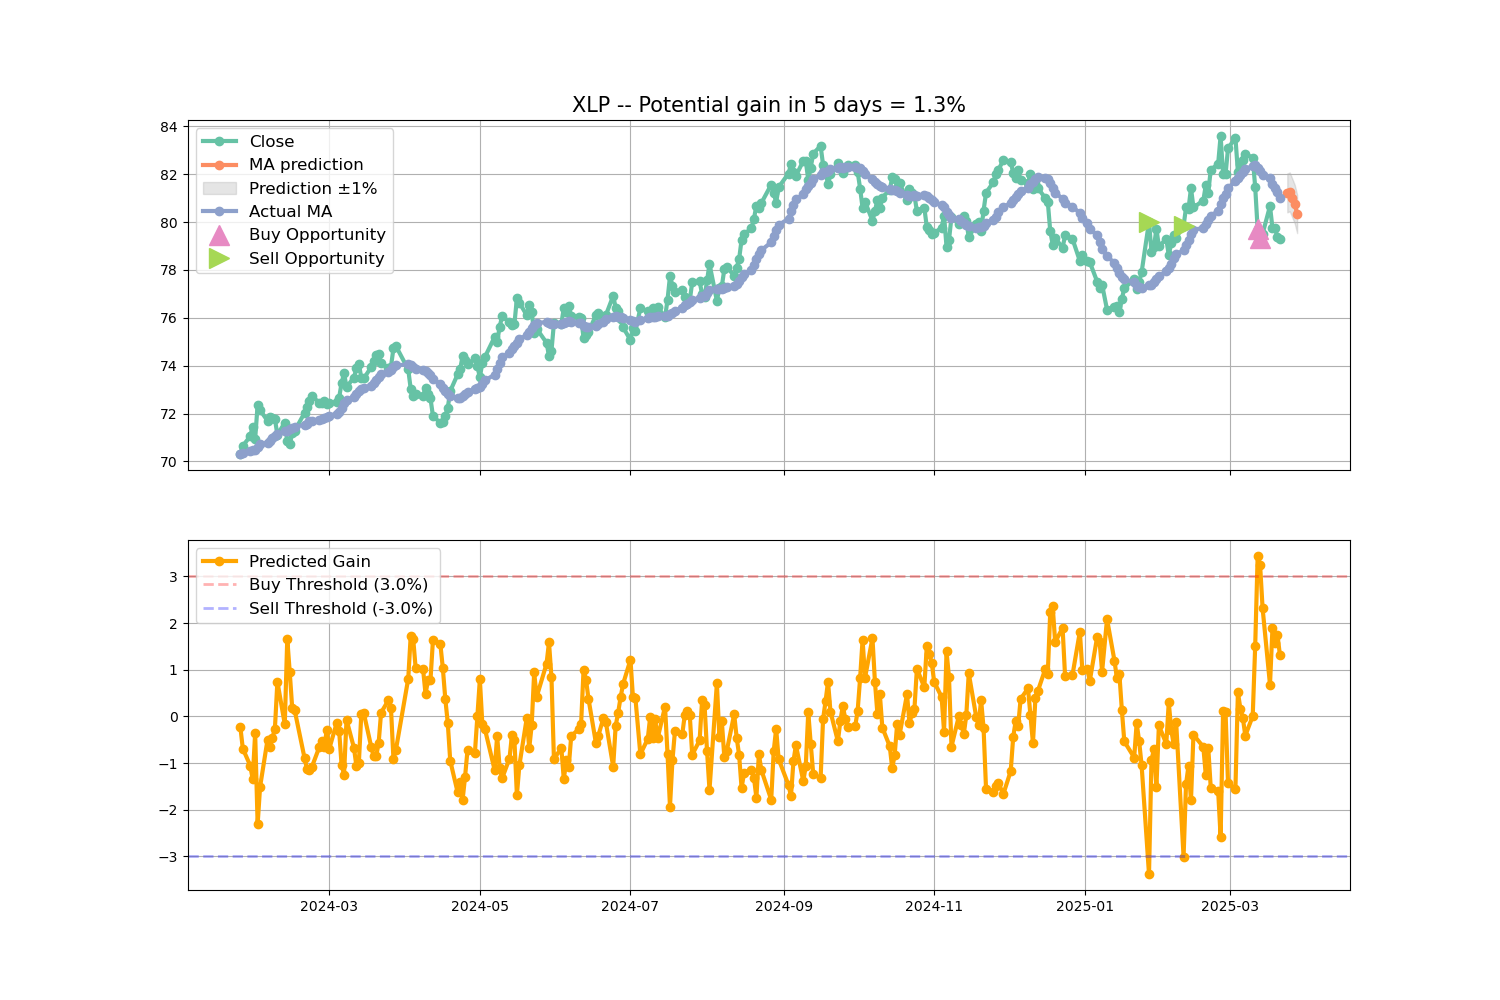 XLP -- Potential gain in 5 days = 1.3%
84
82
80
78
76
74
72
70
Close
MA prediction
Prediction ±1%
Actual MA
Buy Opportunity
Sell Opportunity
3
2
1
0
−1
−2
−3
Predicted Gain
Buy Threshold (3.0%)
Sell Threshold (-3.0%)
2024-03
2024-05
2024-07
2024-09
2024-11
2025-01
2025-03